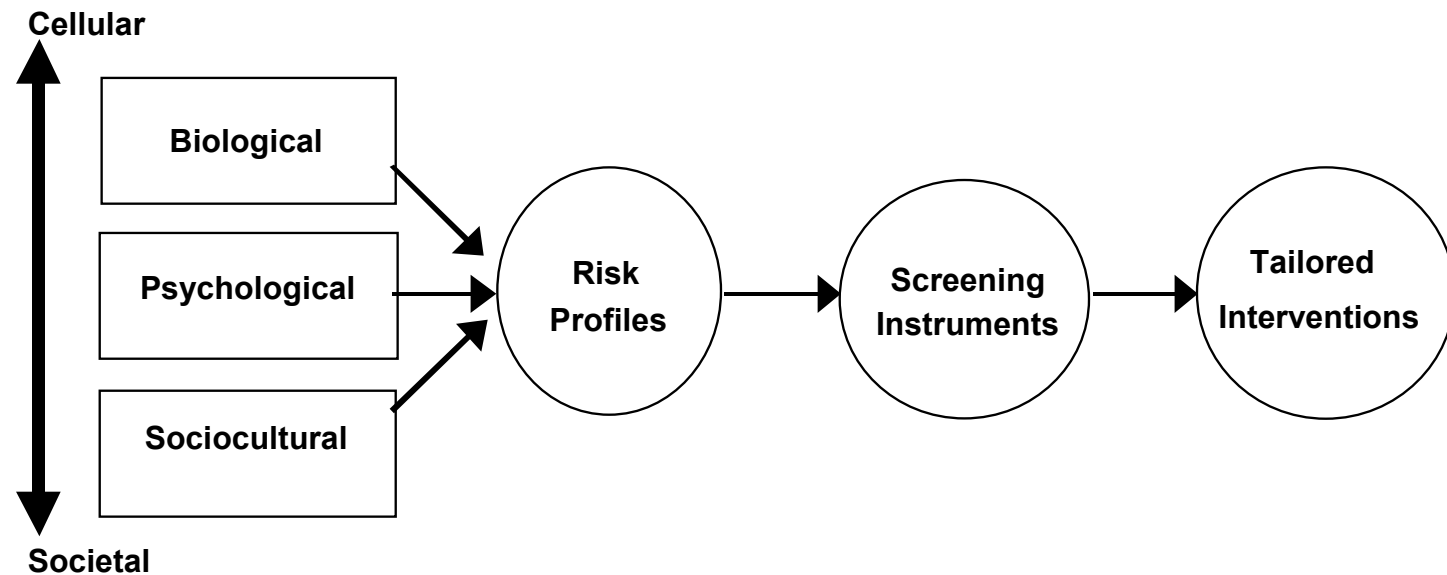 Cellular
Biological
Psychological
Sociocultural
Societal
Risk
Profiles
Screening
Instruments
Tailored
Interventions